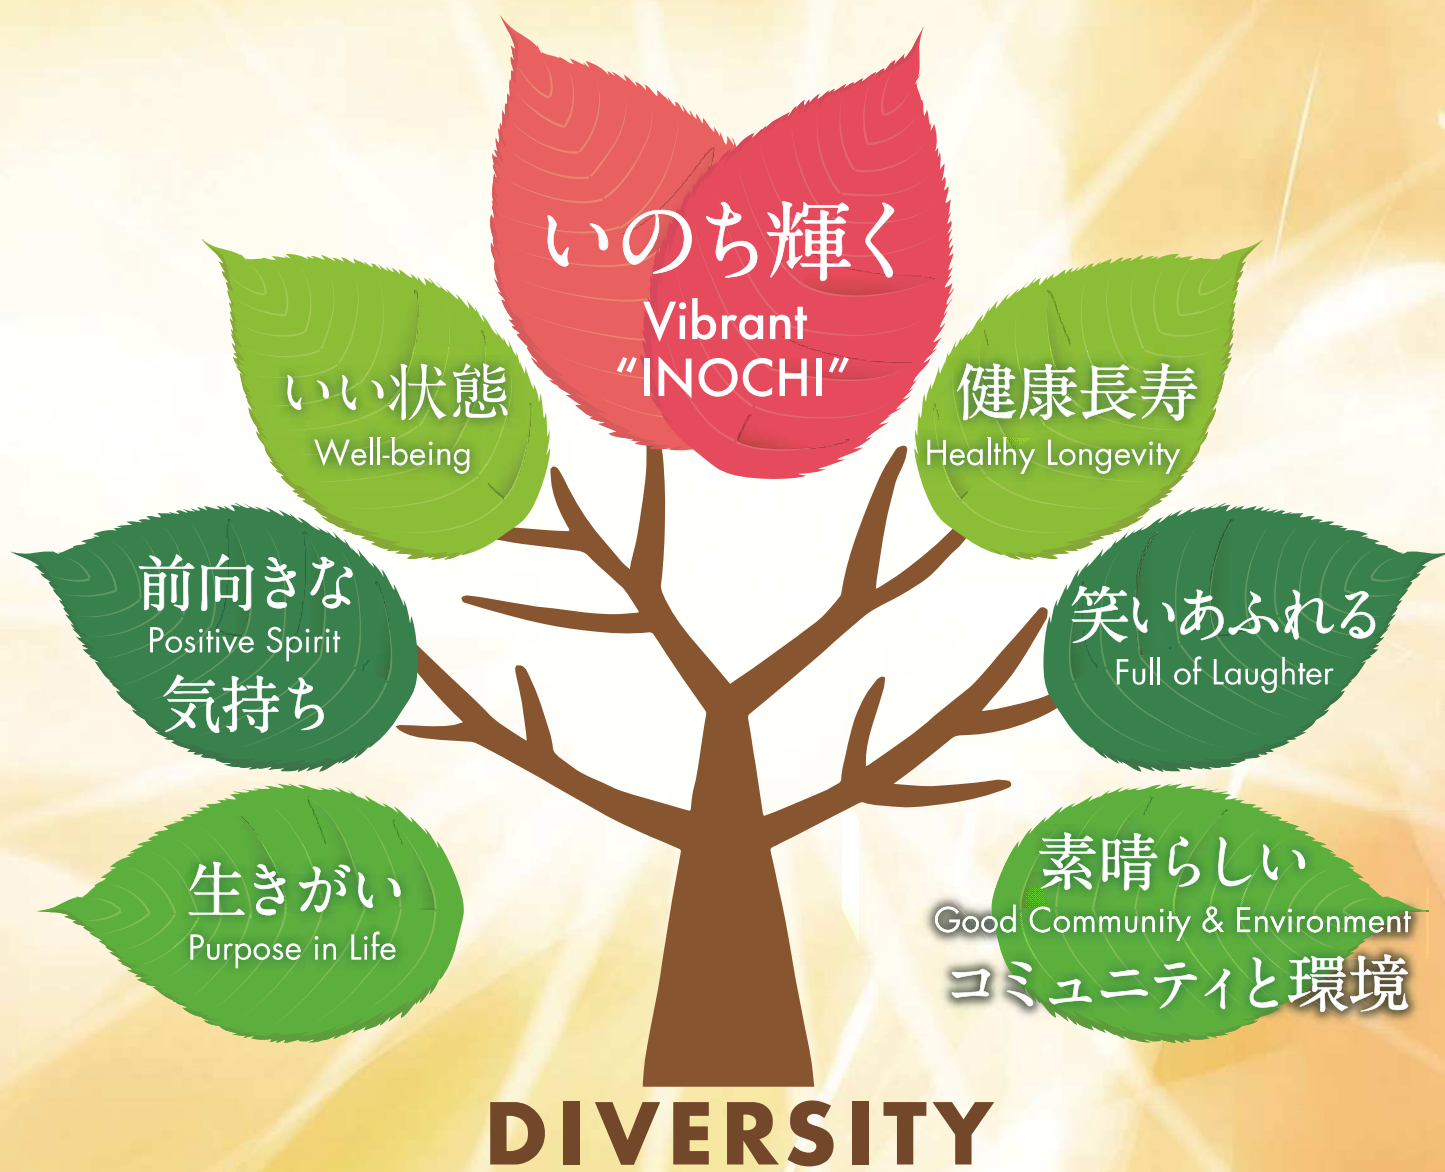 いのち輝く
Vibrant
“INOCHI”
いい状態
Well-being
健康長寿
Healthy Longevity
前向きな
Positive Spirit
気持ち
笑いあふれる
Full of Laughter
生きがい
Purpose in Life
素晴らしい
Good Community & Environment
コミュニティと環境
DIVERSITY